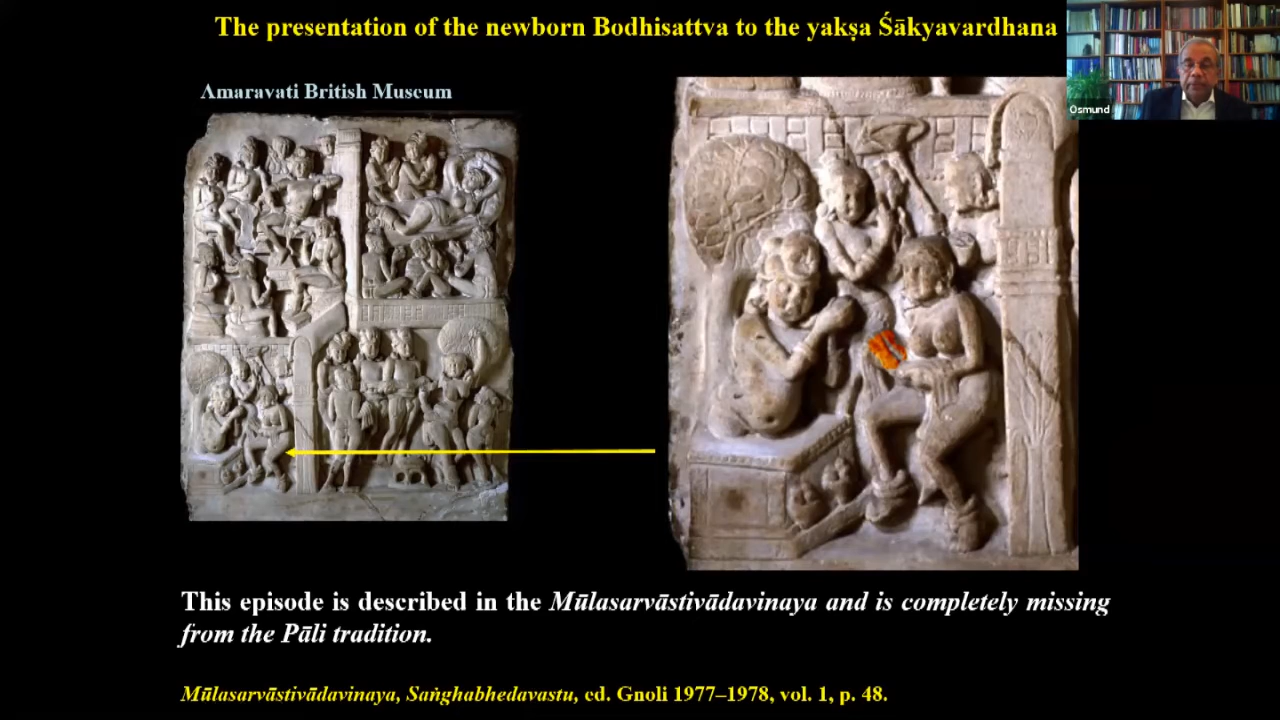 The presentation of the newborn Bodhisattva to the yakṣa Śākyavardhana
Osmund
Amaravati British Museum
This episode is described in the Mūlasarvāstivādavinaya and is completely missing
from the Pāli tradition.
Mūlasarvāstivādavinaya, Saṅghabhedavastu, ed. Gnoli 1977–1978, vol. 1, p. 48.